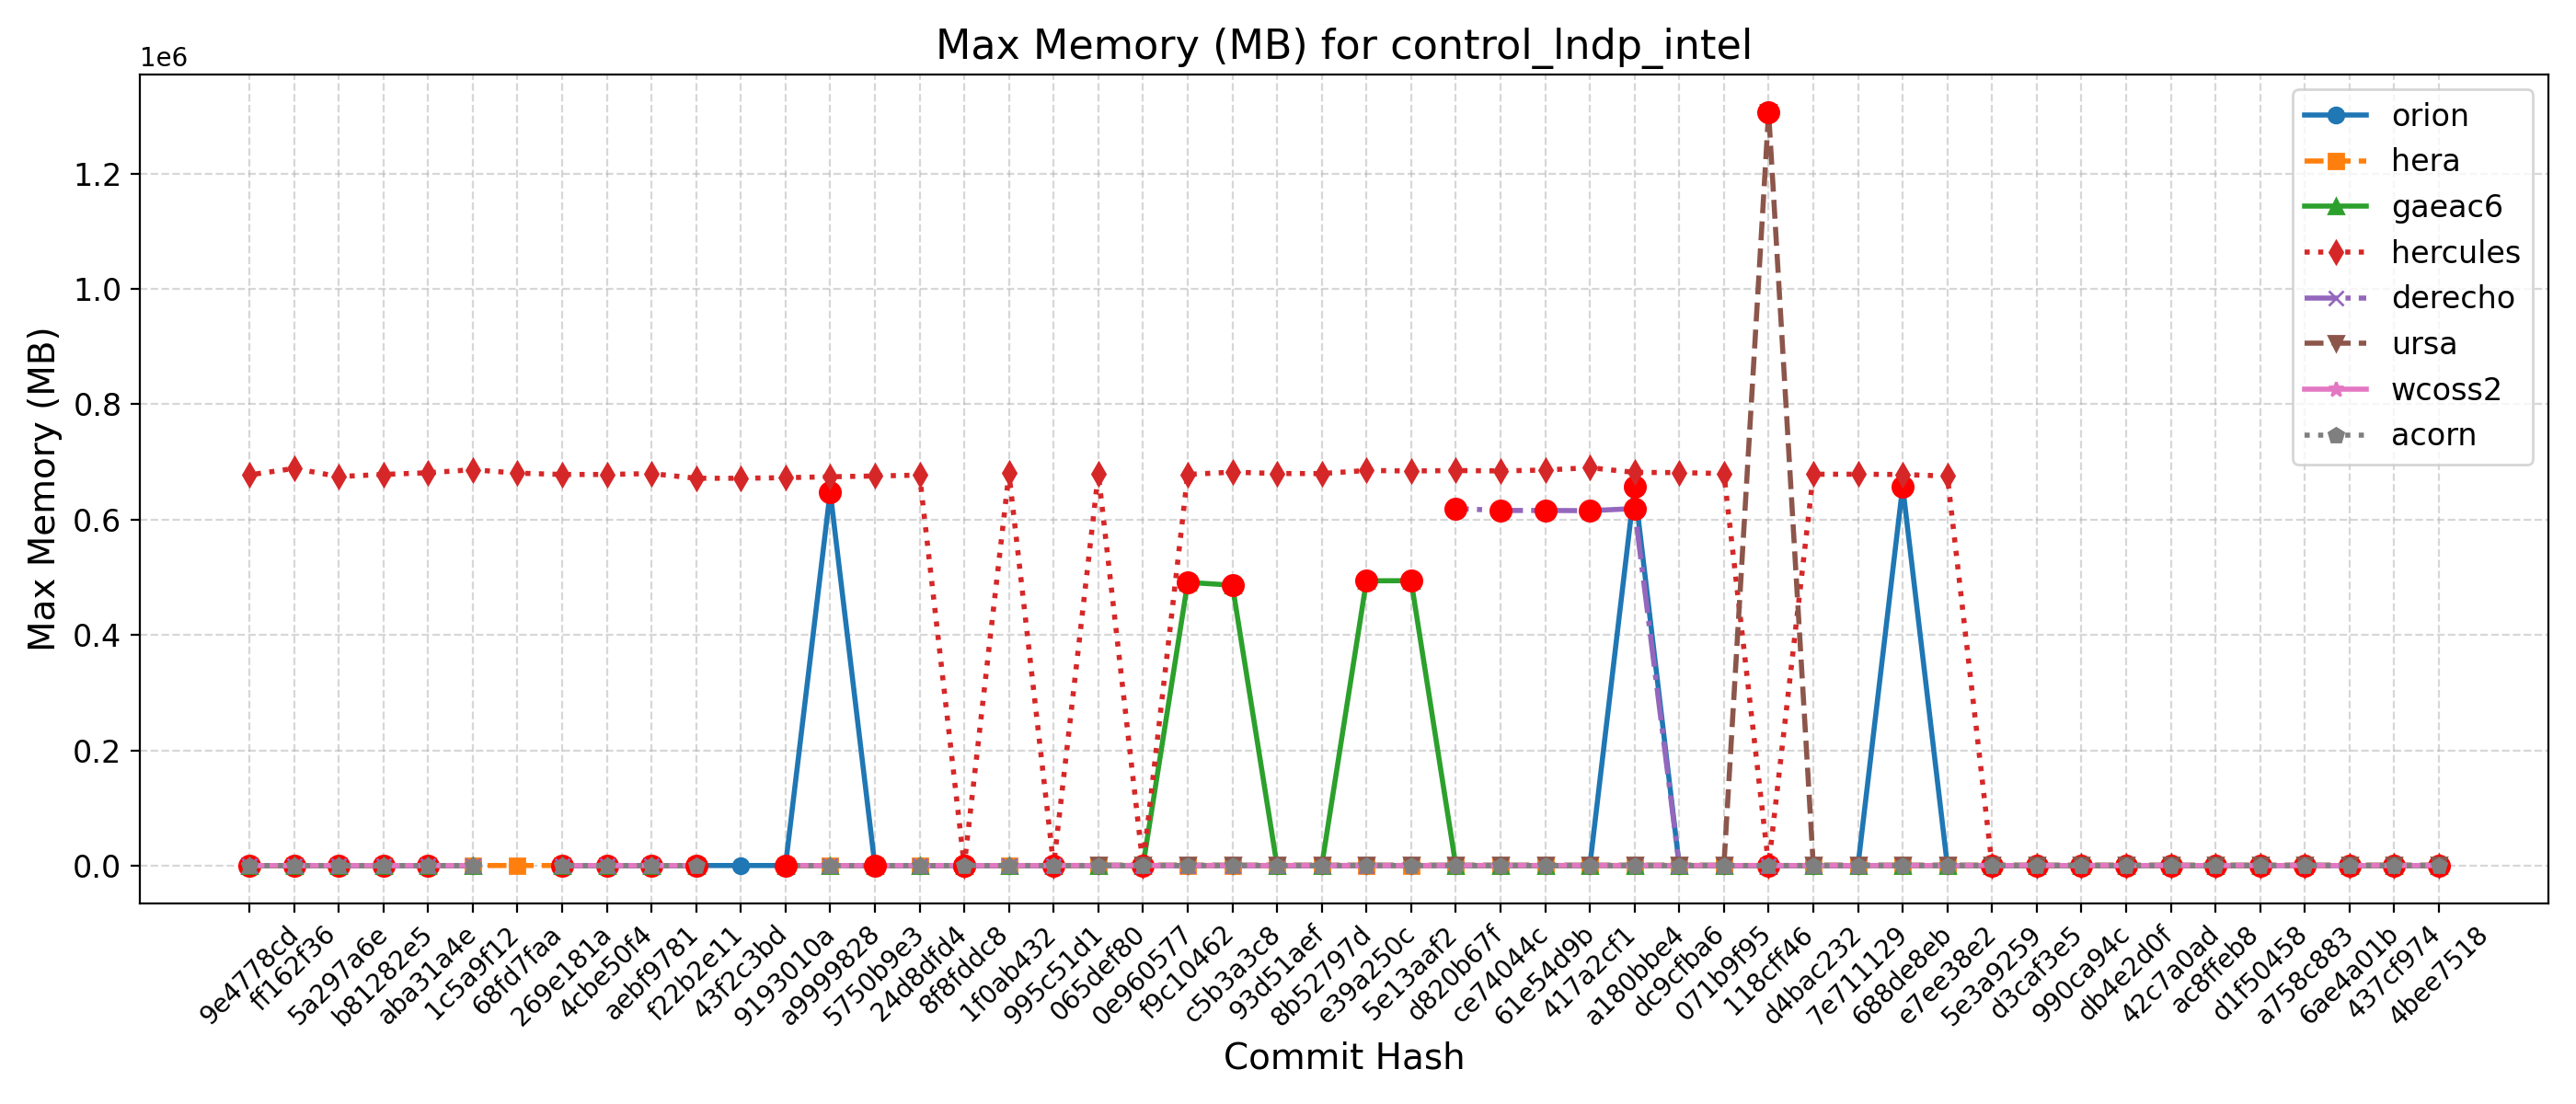 Max Memory (MB) for control_lndp_intel
1e6
1.2
1.0
0.8
0.6
0.4
0.2
0.0
Max Memory (MB)
orion
hera
gaeac6
hercules
derecho
ursa
wcoss2
acorn
9e4778cd
ff162f36
5a297a6e
b81282e5
aba31a4e
1c5a9f12
68fd7faa
269e181a
4cbe50f4
aebf9781
f22b2e11
43f2c3bd
9193010a
a9999828
5750b9e3
24d8dfd4
8f8fddc8
1f0ab432
995c51d1
065def80
0e960577
f9c10462
c5b3a3c8
93d51aef
8b52797d
e39a250c
5e13aaf2
d820b67f
ce74044c
61e54d9b
417a2cf1
a180bbe4
dc9cfba6
071b9f95
118cff46
d4bac232
7e711129
688de8eb
e7ee38e2
5e3a9259
d3caf3e5
990ca94c
db4e2d0f
42c7a0ad
ac8ffeb8
d1f50458
a758c883
6ae4a01b
437cf974
4bee7518
Commit Hash